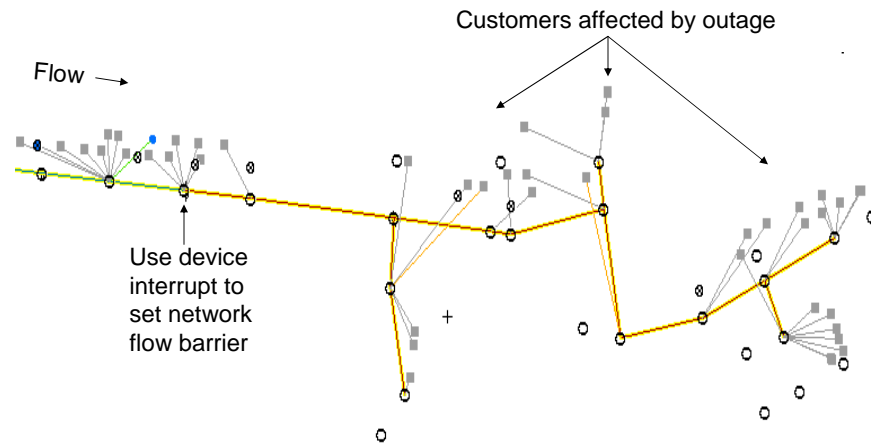 Customers affected by outage
Flow
Use device
interrupt to
set network
flow barrier